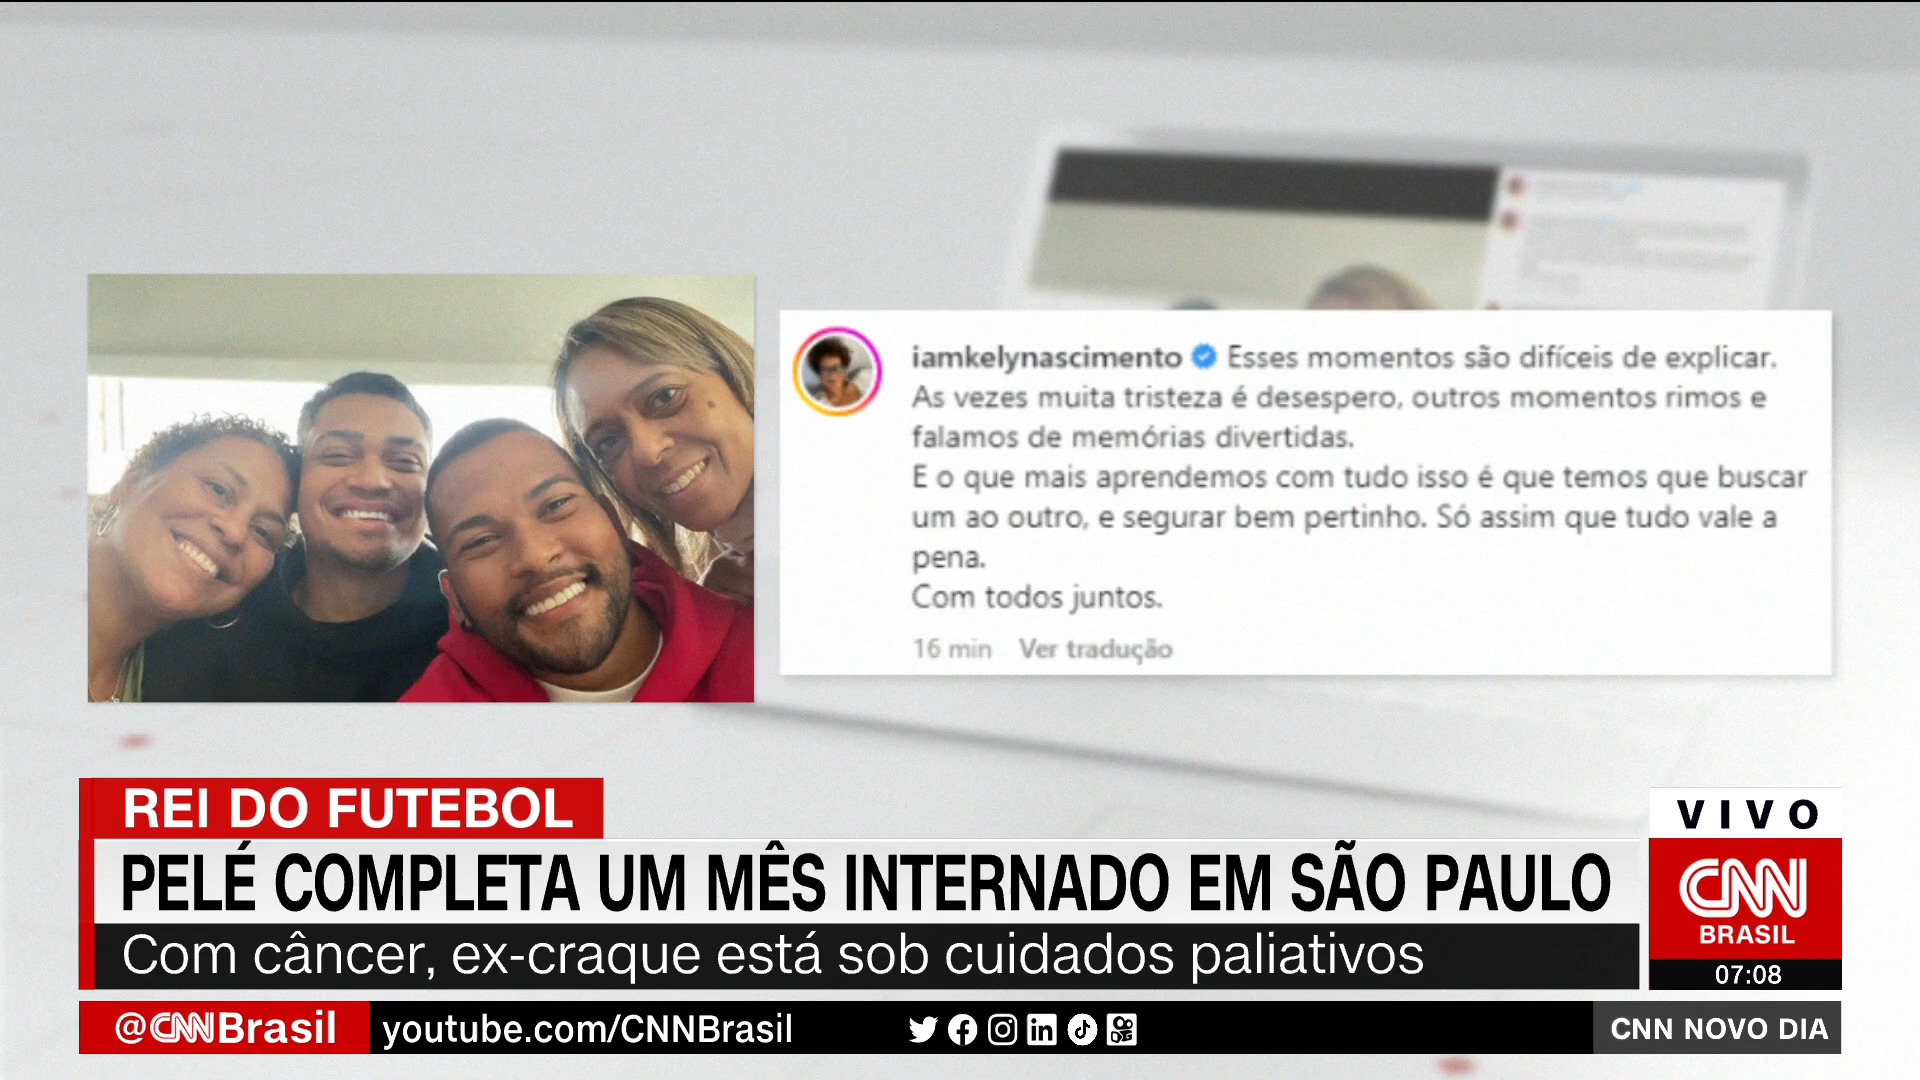 iamkelynascimento Esses momentos são difíceis de explicar.
As vezes muita tristeza é desespero, outros momentos rimos e
falamos de memórias divertidas.
E o que mais aprendemos com tudo isso é que temos que buscar
um ao outro, e segurar bem pertinho. Só assim que tudo vale a
pena.
Com todos juntos.
16 min Ver tradução
REI DO FUTEBOL
PELÉ COMPLETA UM MÊS INTERNADO EM SÃO PAULO
Com câncer, ex-craque está sob cuidados paliativos
VIVO
CNN
BRASIL
07:08
@CNNBrasil youtube.com/CNNBrasil
CNN NOVO DIA